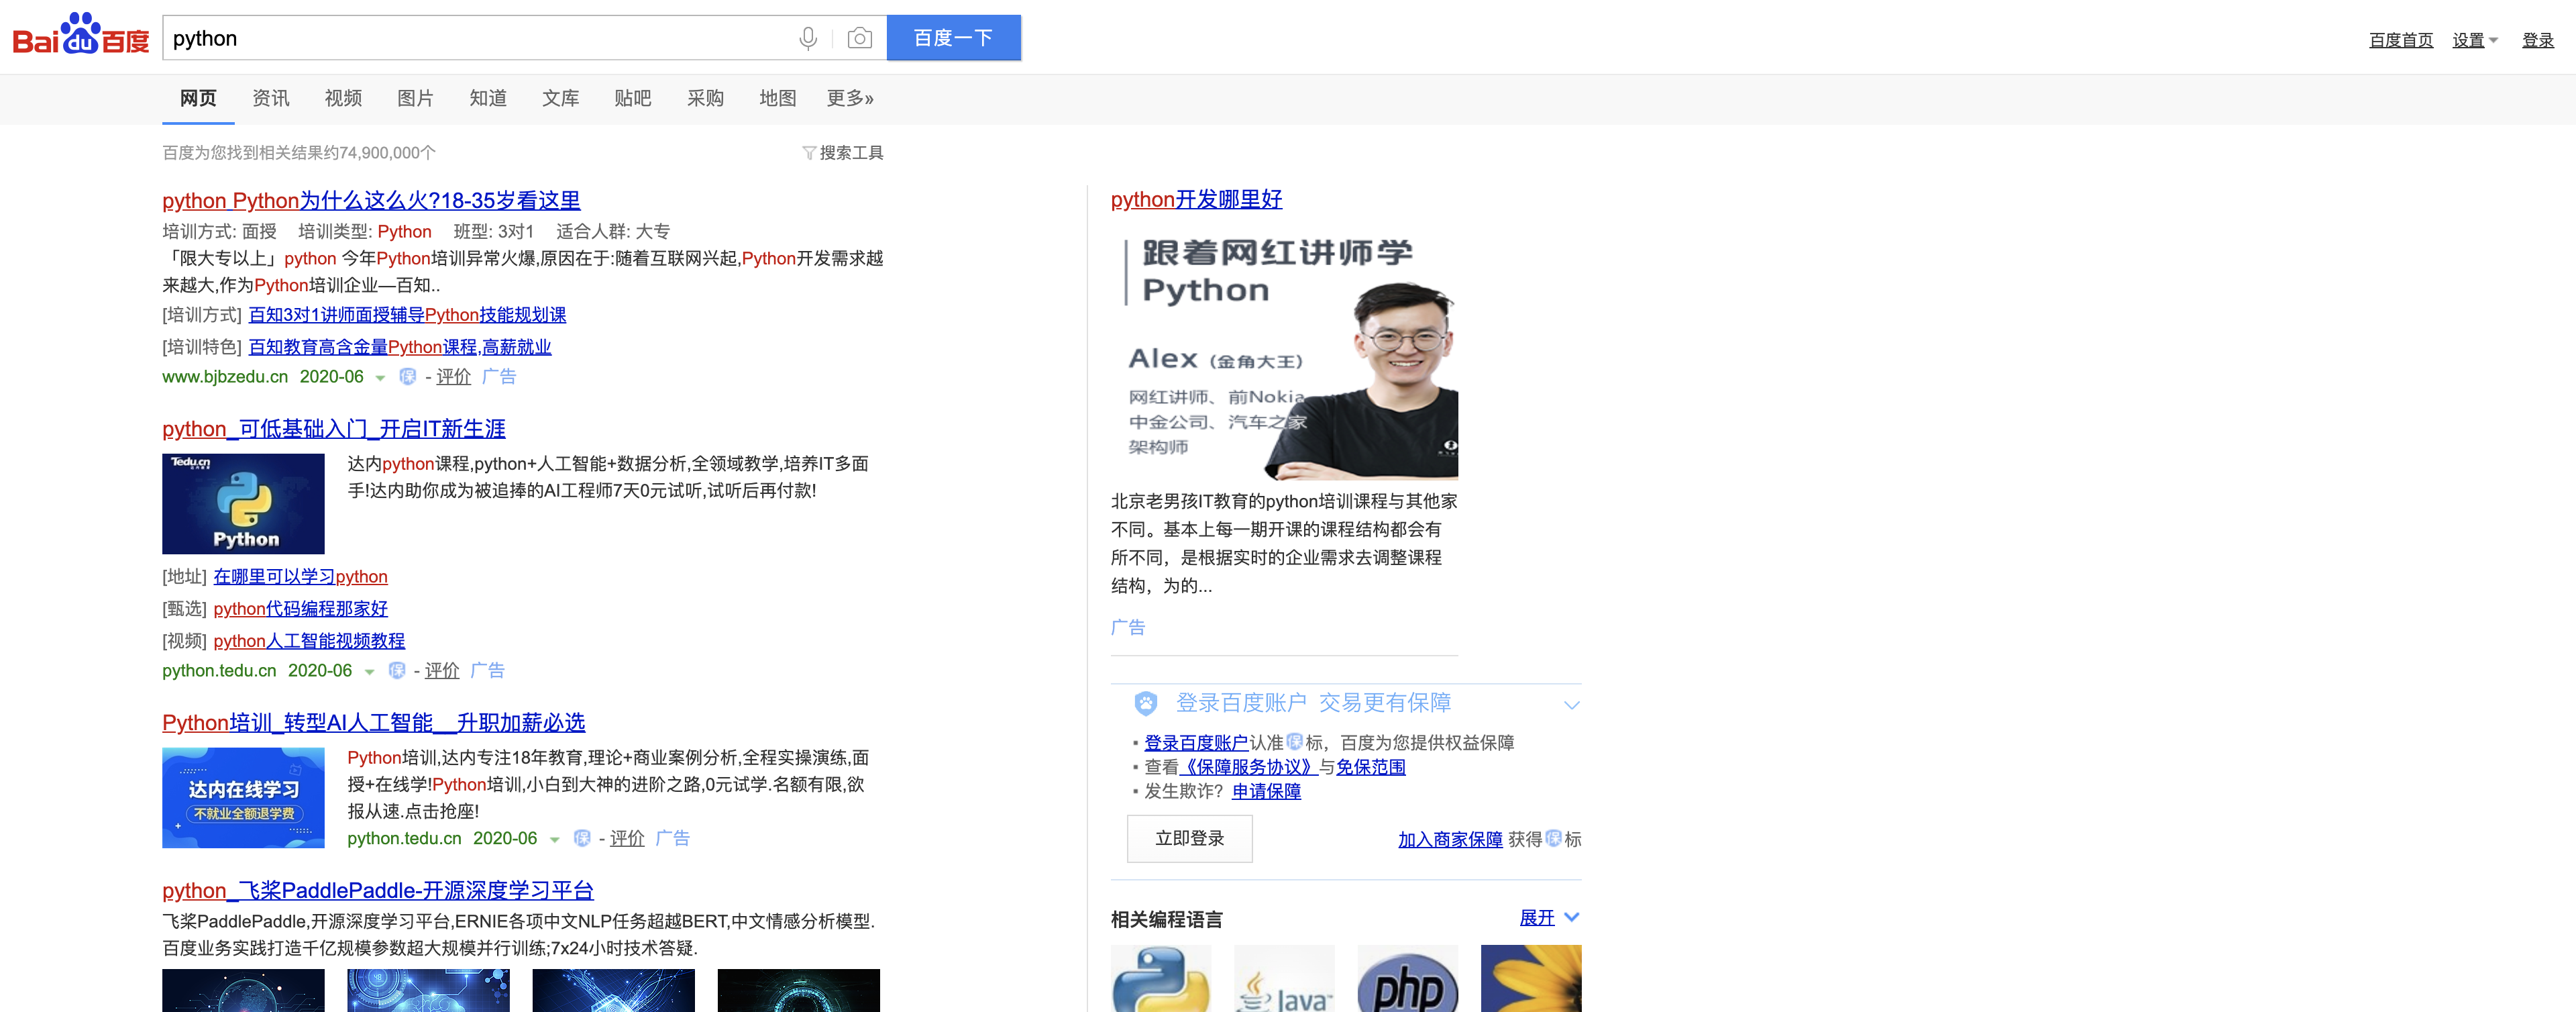 Baidu百度
python
百度一下
百度首页 设置 登录
网页 资讯 视频 图片 知道 文库 贴吧 采购 地图 更多»
百度为您找到相关结果约74,900,000个
搜索工具
python Python为什么这么火?18-35岁看这里
培训方式: 面授 培训类型: Python 班型: 3对1 适合人群: 大专
「限大专以上」python 今年Python培训异常火爆,原因在于:随着互联网兴起,Python开发需求越
来越大,作为Python培训企业—百知..
[培训方式] 百知3对1讲师面授辅导Python技能规划课
[培训特色] 百知教育高含金量Python课程,高薪就业
www.bjbzedu.cn 2020-06 保 - 评价 广告
python_可低基础入门_开启IT新生涯
Tedu.cn
Python
达内python课程,python+人工智能+数据分析,全领域教学,培养IT多面
手!达内助你成为被追捧的AI工程师7天0元试听,试听后再付款!
[地址] 在哪里可以学习python
[甄选] python代码编程那家好
[视频] python人工智能视频教程
python.tedu.cn 2020-06 保 - 评价 广告
Python培训_转型AI人工智能__升职加薪必选
达内在线学习
不就业全额退学费
Python培训,达内专注18年教育,理论+商业案例分析,全程实操演练,面
授+在线学!Python培训,小白到大神的进阶之路,0元试学.名额有限,欲
报从速.点击抢座!
python.tedu.cn 2020-06 保 - 评价 广告
python_飞桨PaddlePaddle-开源深度学习平台
飞桨PaddlePaddle,开源深度学习平台,ERNIE各项中文NLP任务超越BERT,中文情感分析模型.
百度业务实践打造千亿规模参数超大规模并行训练;7x24小时技术答疑.
python开发哪里好
跟着网红讲师学
Python
Alex (金角大王)
网红讲师、前Nokia
中金公司、汽车之家
架构师
北京老男孩IT教育的python培训课程与其他家
不同。基本上每一期开课的课程结构都会有
所不同，是根据实时的企业需求去调整课程
结构，为的...
广告
登录百度账户 交易更有保障
▪ 登录百度账户认准保标，百度为您提供权益保障
▪ 查看《保障服务协议》与免保范围
▪ 发生欺诈？申请保障
立即登录
加入商家保障 获得保标
相关编程语言
展开
Java
php